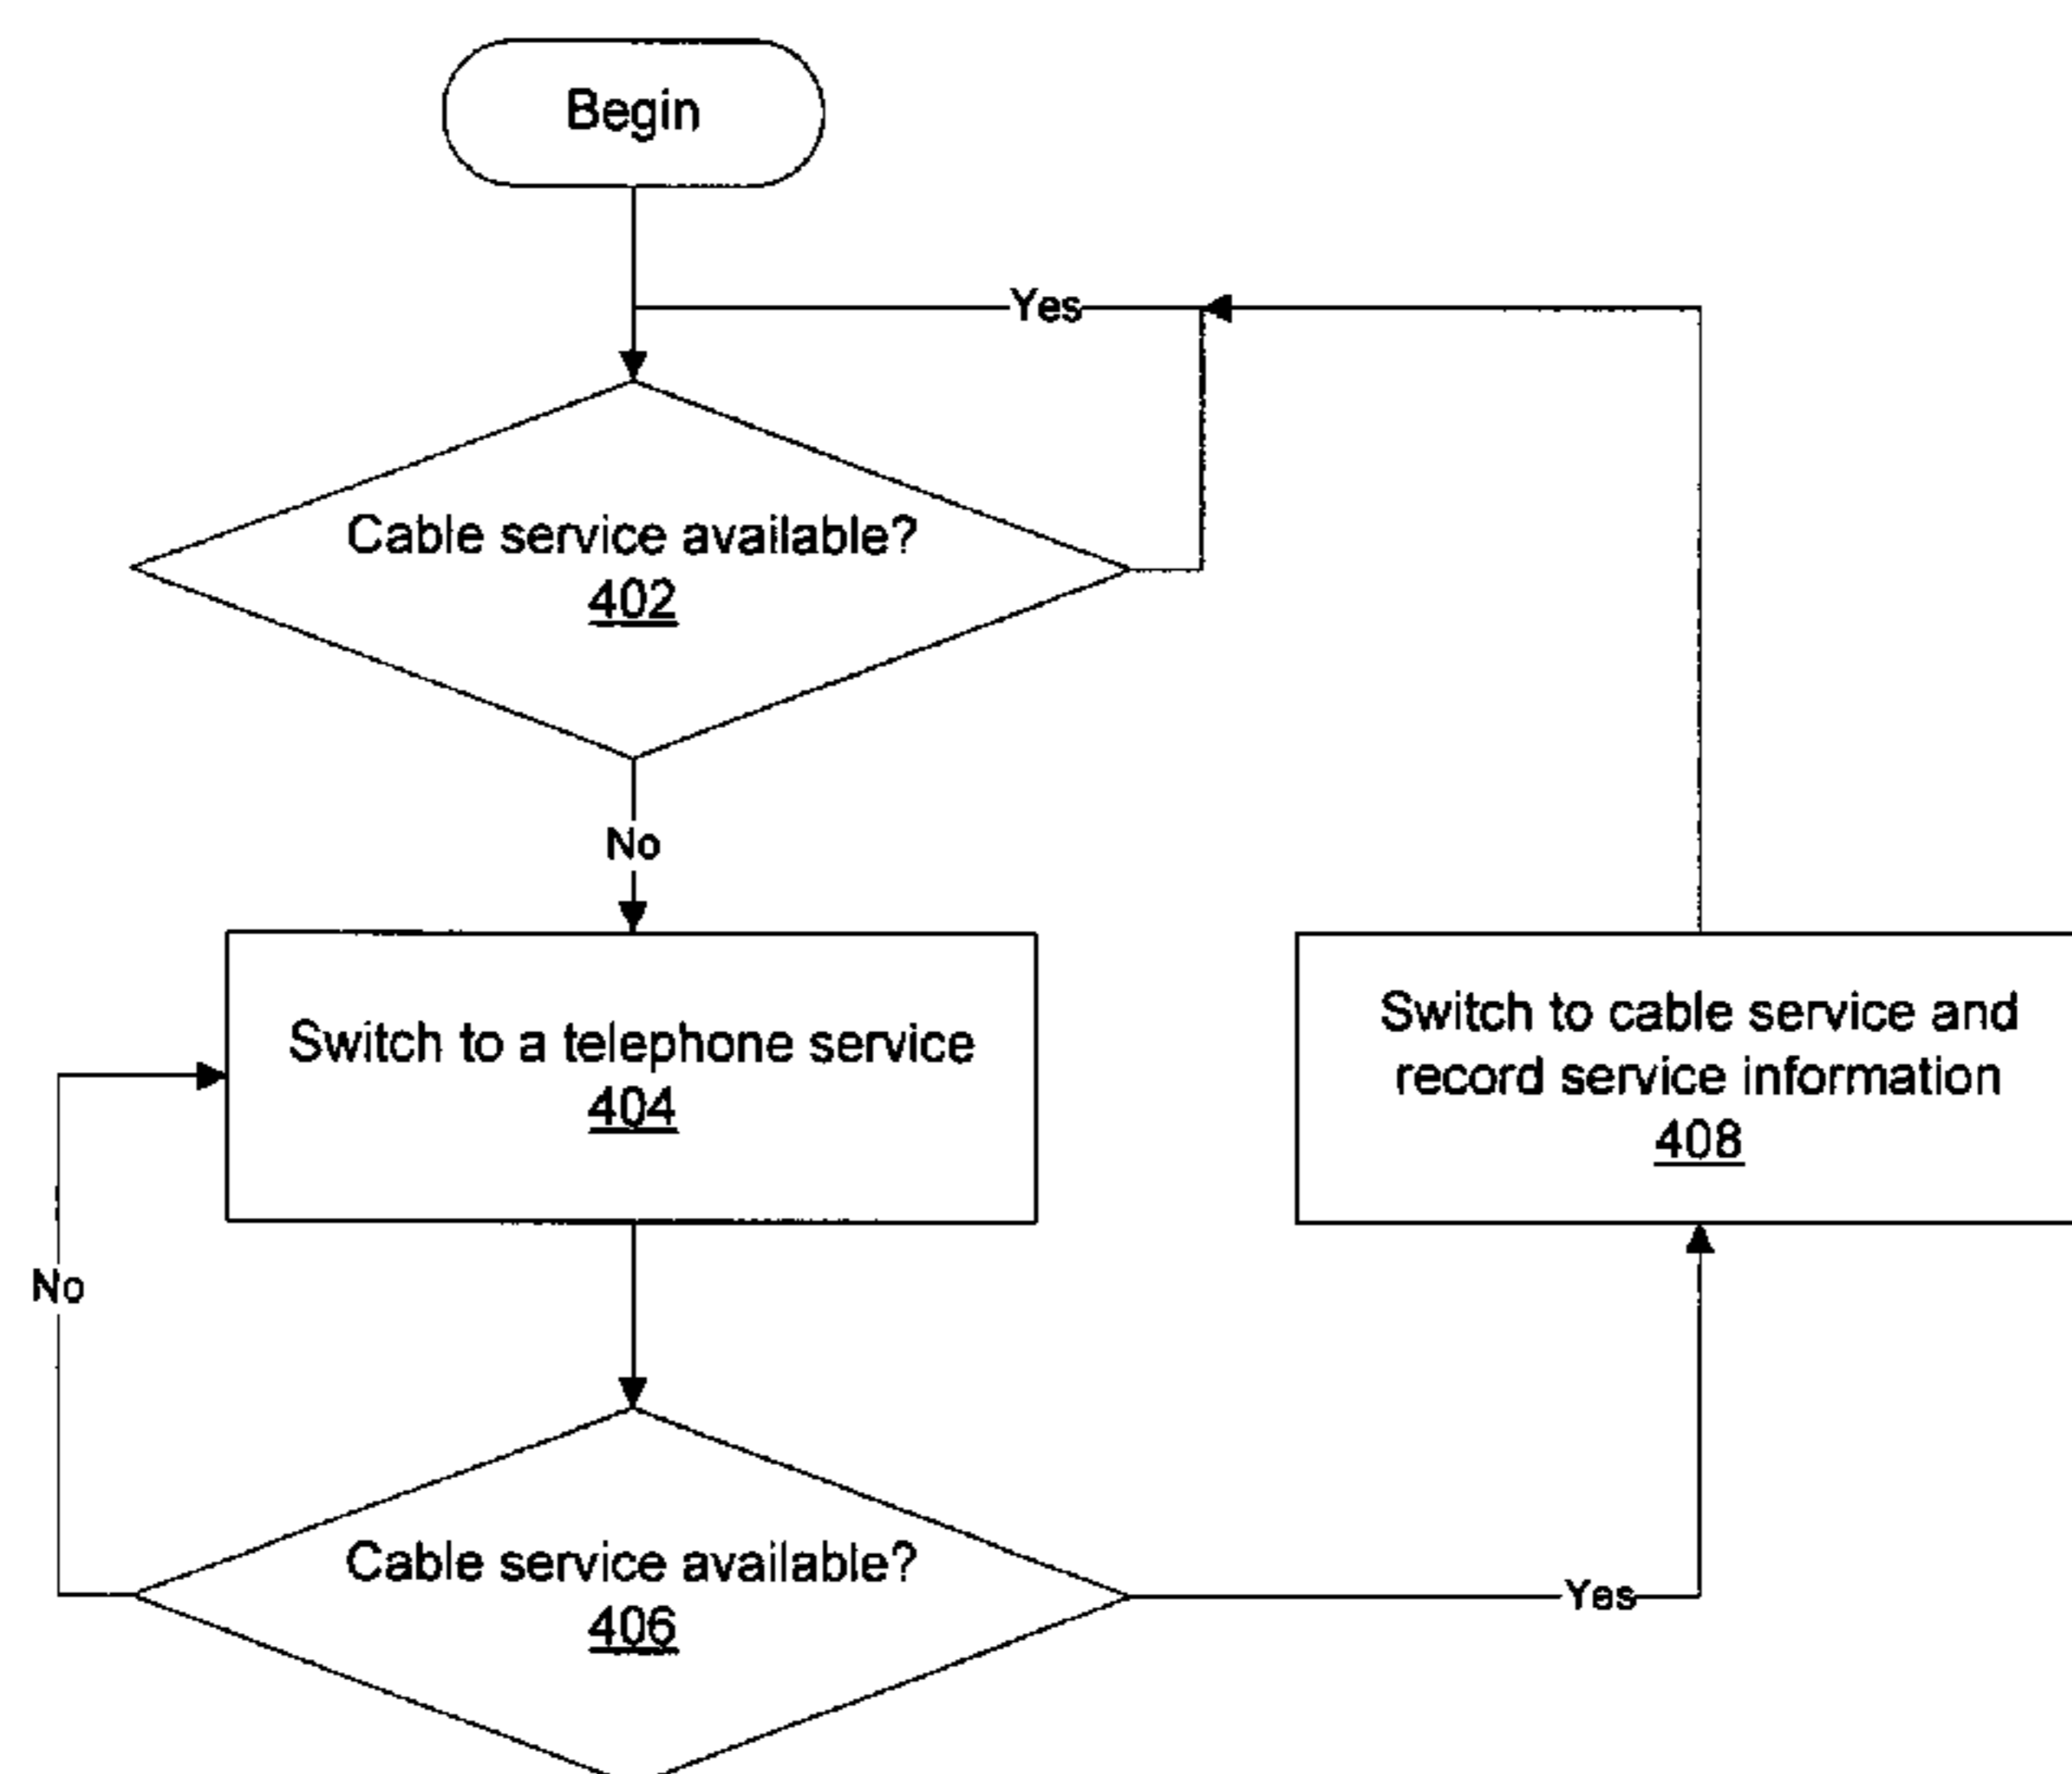 Begin
Yes
Cable service available?
402
No
Switch to a telephone service
404
Switch to cable service and
record service information
408
No
Cable service available?
406
Yes